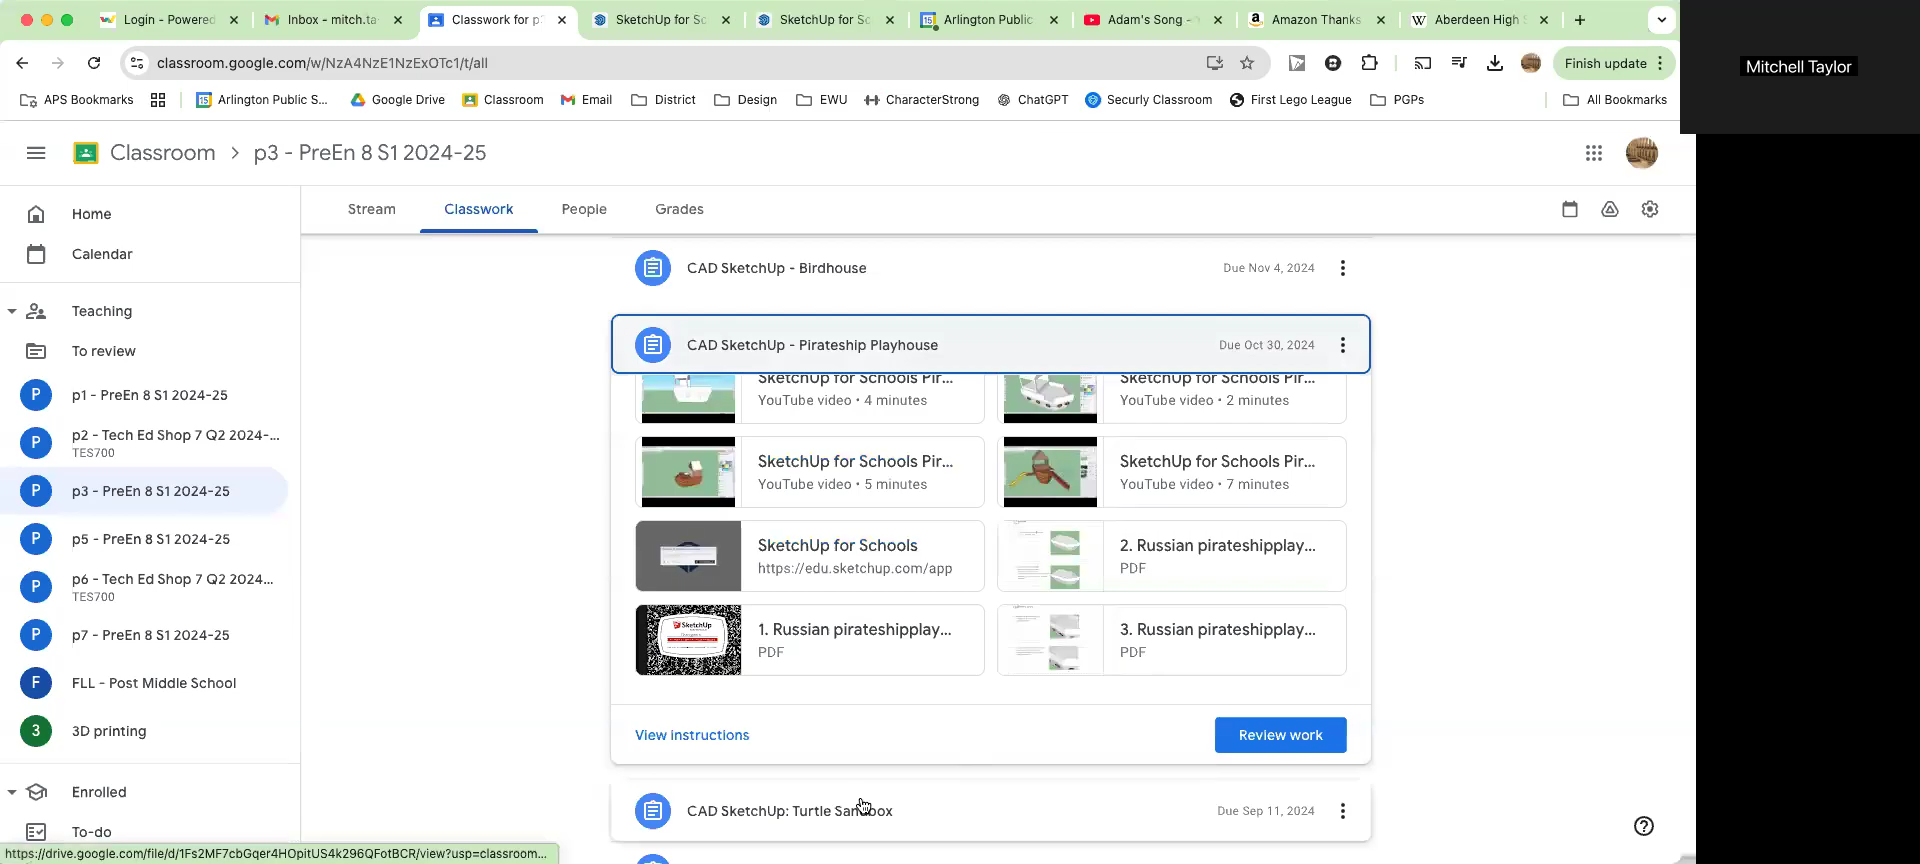 Login - Powered
Inbox - mitch.ta
Classwork for p
SketchUp for Sc
SketchUp for Sc
Arlington Public
Adam's Song -
Amazon Thanks
Aberdeen High S
classroom.google.com/w/NzA4NzE1NzExOTc1/t/all
Finish update
Mitchell Taylor
APS Bookmarks
Arlington Public S...
Google Drive
Classroom
Email
District
Design
EWU
CharacterStrong
ChatGPT
Securly Classroom
First Lego League
PGPs
All Bookmarks
Classroom
p3 - PreEn 8 S1 2024-25
Stream
Classwork
People
Grades
Home
Calendar
Teaching
To review
P
p1 - PreEn 8 S1 2024-25
P
p2 - Tech Ed Shop 7 Q2 2024-...
TES700
P
p3 - PreEn 8 S1 2024-25
P
p5 - PreEn 8 S1 2024-25
P
p6 - Tech Ed Shop 7 Q2 2024...
TES700
P
p7 - PreEn 8 S1 2024-25
F
FLL - Post Middle School
3
3D printing
Enrolled
To-do
CAD SketchUp - Birdhouse
Due Nov 4, 2024
CAD SketchUp - Pirateship Playhouse
Due Oct 30, 2024
SketchUp for Schools Pir...
YouTube video • 4 minutes
SketchUp for Schools Pir...
YouTube video • 2 minutes
SketchUp for Schools Pir...
YouTube video • 5 minutes
SketchUp for Schools Pir...
YouTube video • 7 minutes
SketchUp for Schools
https://edu.sketchup.com/app
2. Russian pirateshipplay...
PDF
SketchUp
1. Russian pirateshipplay...
PDF
3. Russian pirateshipplay...
PDF
View instructions
Review work
CAD SketchUp: Turtle Sandbox
Due Sep 11, 2024
https://drive.google.com/file/d/1Fs2MF7cbGqer4HOpitUS4k296QFotBCR/view?usp=classroom...